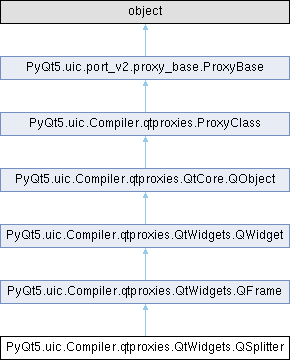 object
PyQt5.uic.port_v2.proxy_base.ProxyBase
PyQt5.uic.Compiler.qtproxies.ProxyClass
PyQt5.uic.Compiler.qtproxies.QtCore.QObject
PyQt5.uic.Compiler.qtproxies.QtWidgets.QWidget
PyQt5.uic.Compiler.qtproxies.QtWidgets.QFrame
PyQt5.uic.Compiler.qtproxies.QtWidgets.QSplitter